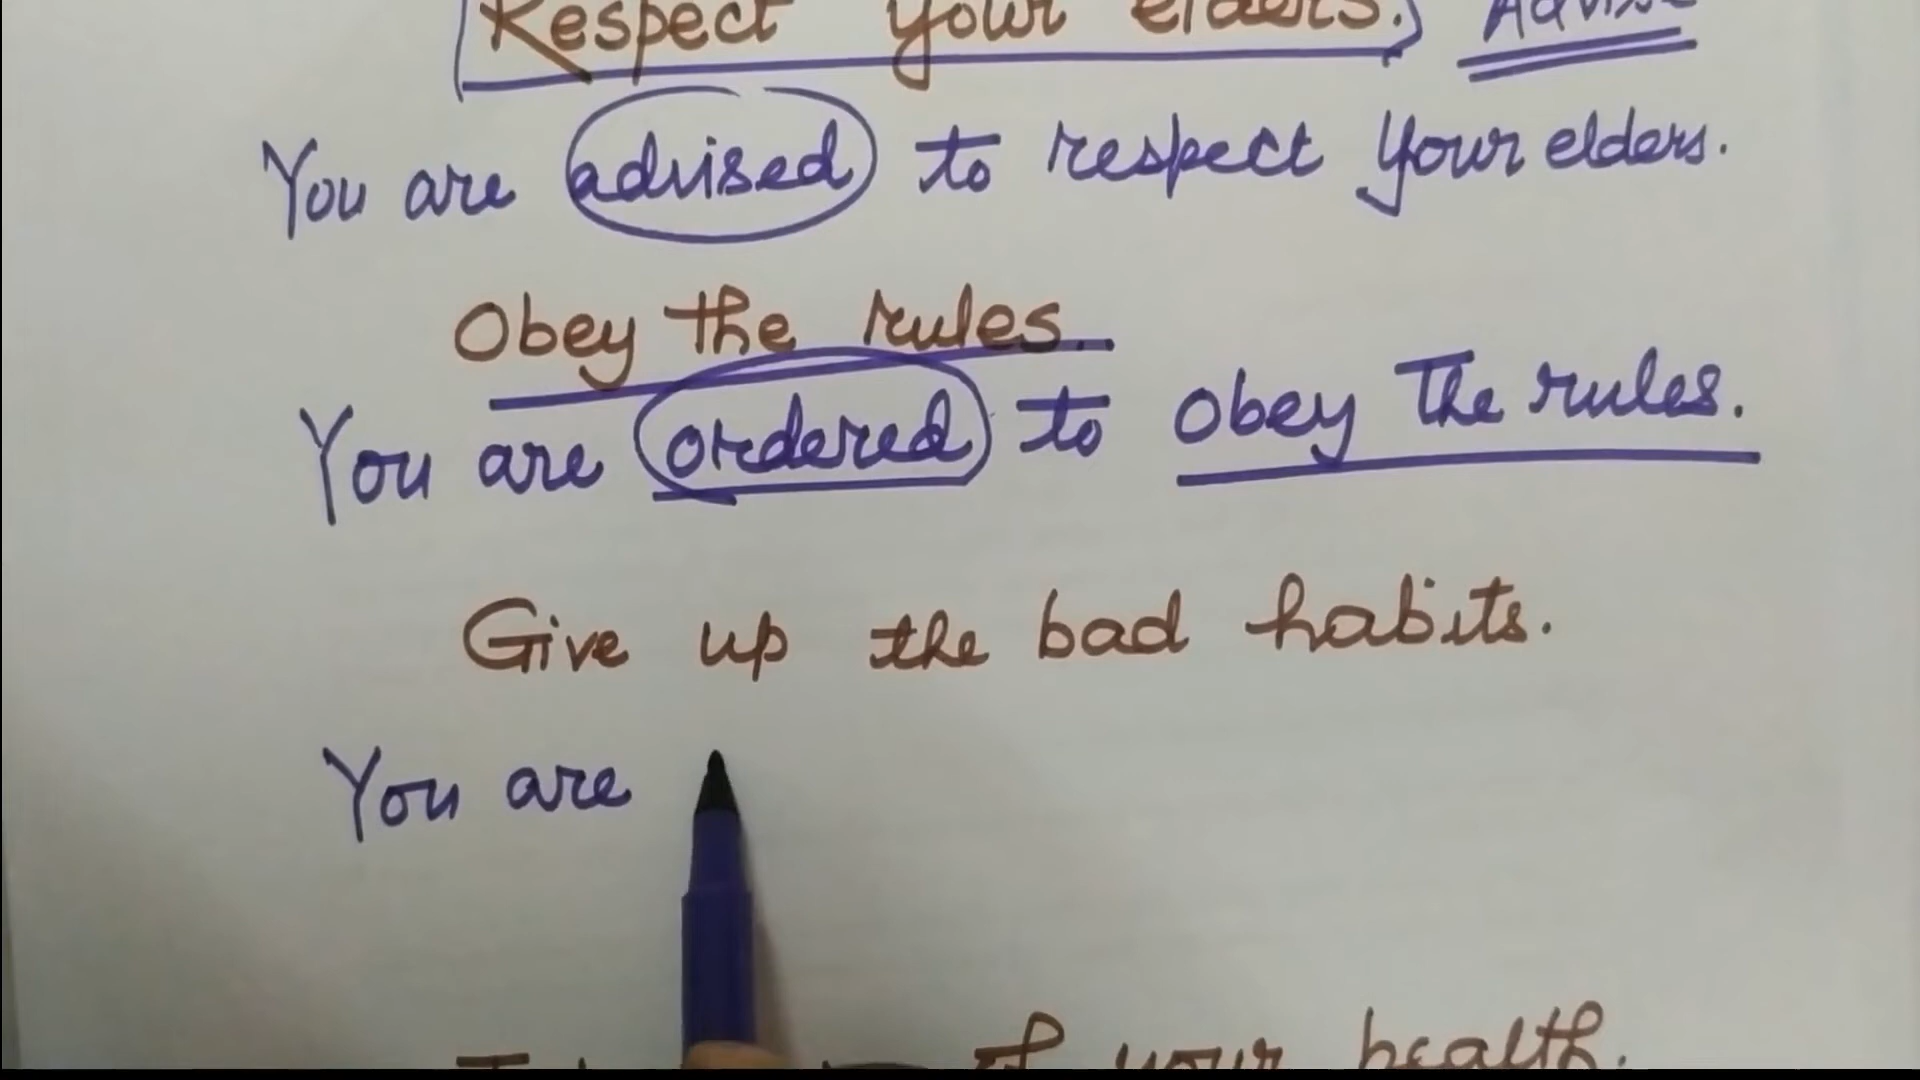 Respect your elders.
You are advised to respect your elders.
Obey the rules.
You are ordered to obey the rules.
Give up the bad habits.
You are
of your health.